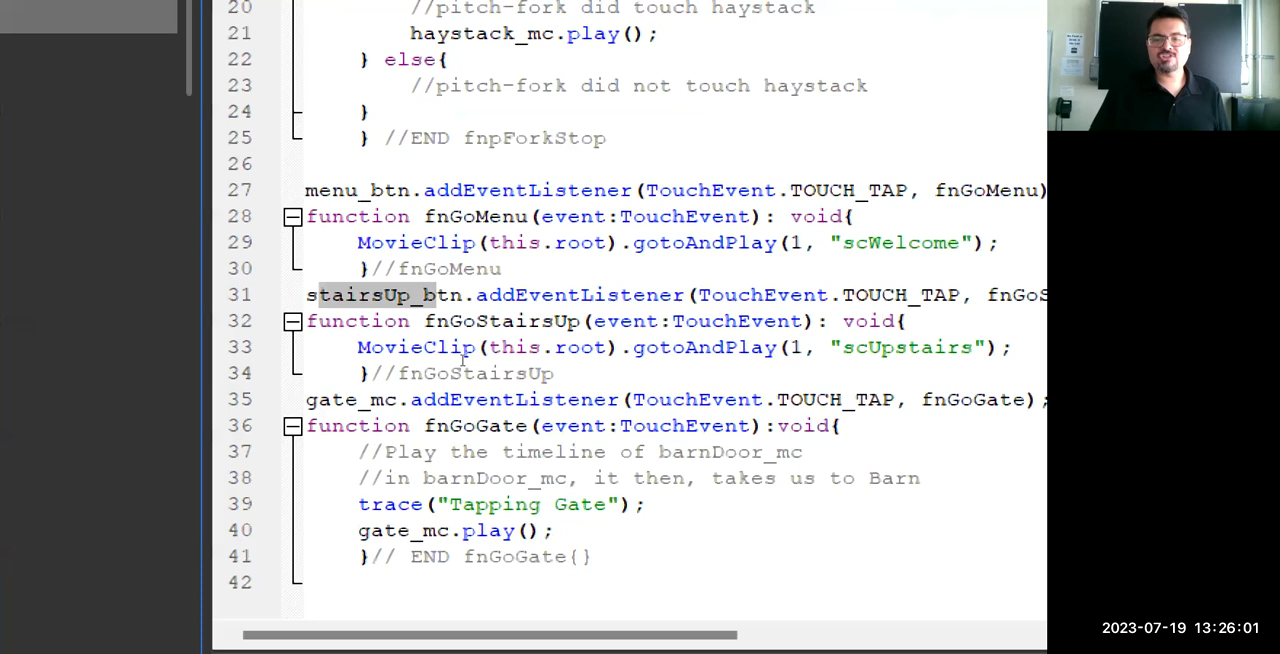 20 //pitch-fork did touch haystack
21 haystack_mc.play();
22 } else{
23 //pitch-fork did not touch haystack
24 }
25 } //END fnpForkStop
26
27 menu_btn.addEventListener(TouchEvent.TOUCH_TAP, fnGoMenu)
28 function fnGoMenu(event:TouchEvent): void{
29 MovieClip(this.root).gotoAndPlay(1, "scWelcome");
30 }//fnGoMenu
31 stairsUp_btn.addEventListener(TouchEvent.TOUCH_TAP, fnGoS
32 function fnGoStairsUp(event:TouchEvent): void{
33 MovieClip(this.root).gotoAndPlay(1, "scUpstairs");
34 }//fnGoStairsUp
35 gate_mc.addEventListener(TouchEvent.TOUCH_TAP, fnGoGate);
36 function fnGoGate(event:TouchEvent):void{
37 //Play the timeline of barnDoor_mc
38 //in barnDoor_mc, it then, takes us to Barn
39 trace("Tapping Gate");
40 gate_mc.play();
41 }// END fnGoGate{}
42
2023-07-19 13:26:01